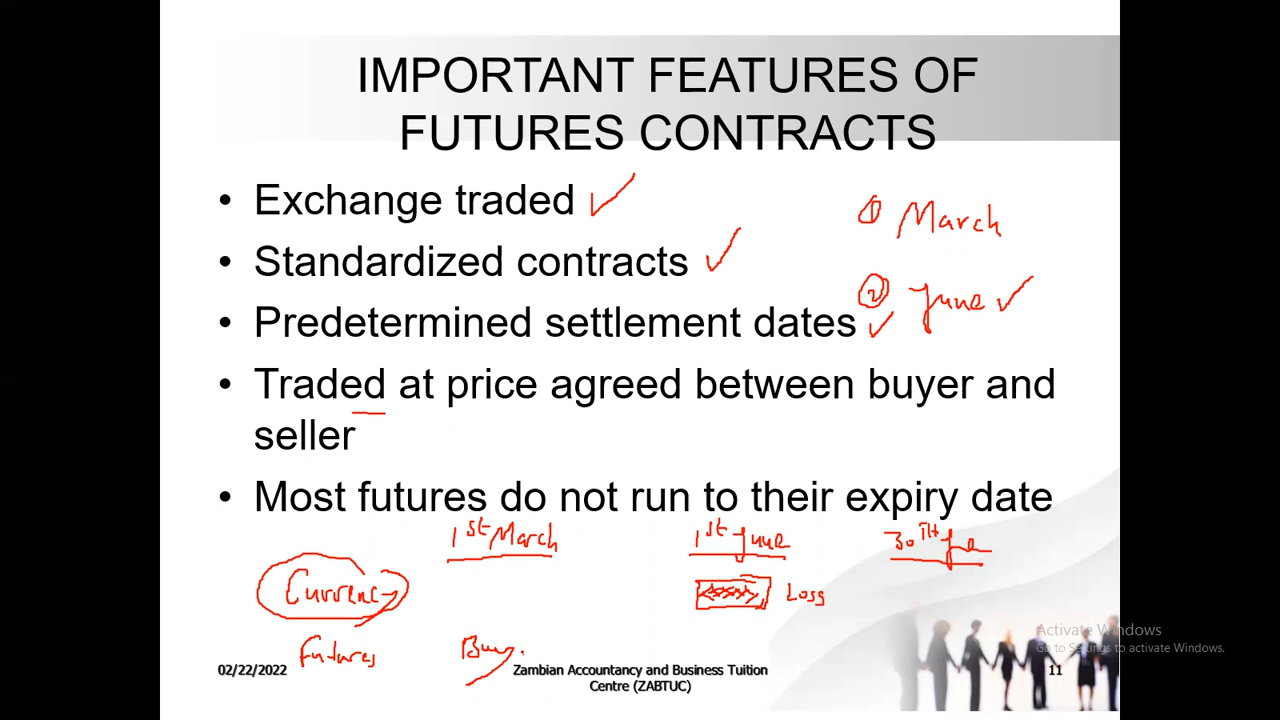 IMPORTANT FEATURES OF
FUTURES CONTRACTS
• Exchange traded
• Standardized contracts
• Predetermined settlement dates
• Traded at price agreed between buyer and
seller
• Most futures do not run to their expiry date
① March
② June
1st March
1st June
30TH Je
Currency
Loss
Futures
Buy.
02/22/2022
Zambian Accountancy and Business Tuition
Centre (ZABTUC)
11
Activate Windows
Go to Settings to activate Windows.